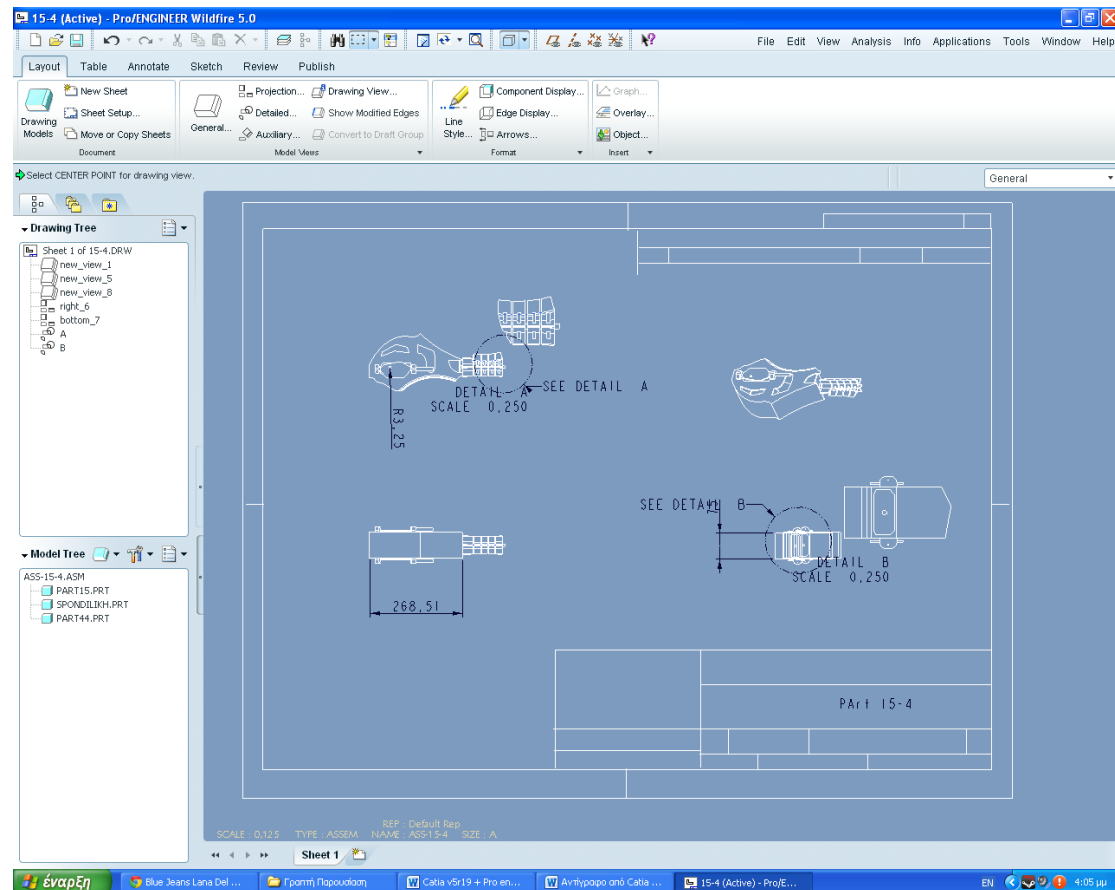 15-4 (Active) - Pro/ENGINEER Wildfire 5.0
File Edit View Analysis Info Applications Tools Window Help
Layout Table Annotate Sketch Review Publish
New Sheet
Sheet Setup...
Move or Copy Sheets
Drawing Models
Document
General...
Projection...
Detailed...
Auxiliary...
Drawing View...
Show Modified Edges
Convert to Draft Group
Model Views
Line Style...
Component Display...
Edge Display...
Arrows...
Format
Graph...
Overlay...
Object...
Insert
Select CENTER POINT for drawing view.
General
Drawing Tree
Sheet 1 of 15-4.DRW
new_view_1
new_view_5
new_view_8
right_6
bottom_7
A
B
Model Tree
ASS-15-4.ASM
PART15.PRT
SPONDILIKH.PRT
PART44.PRT
SEE DETAIL A
DETAIL A
SCALE 0,250
R3,25
SEE DETAIL B
DETAIL B
SCALE 0,250
268,51
PArt 15-4
REP : Default Rep
SCALE : 0,125 TYPE : ASSEM NAME : ASS-15-4 SIZE : A
Sheet 1
έναρξη
Blue Jeans Lana Del ...
Γραπτή Παρουσίαση
Catia v5r19 + Pro en...
Αντίγραφο από Catia ...
15-4 (Active) - Pro/E...
EN
4:05 μμ